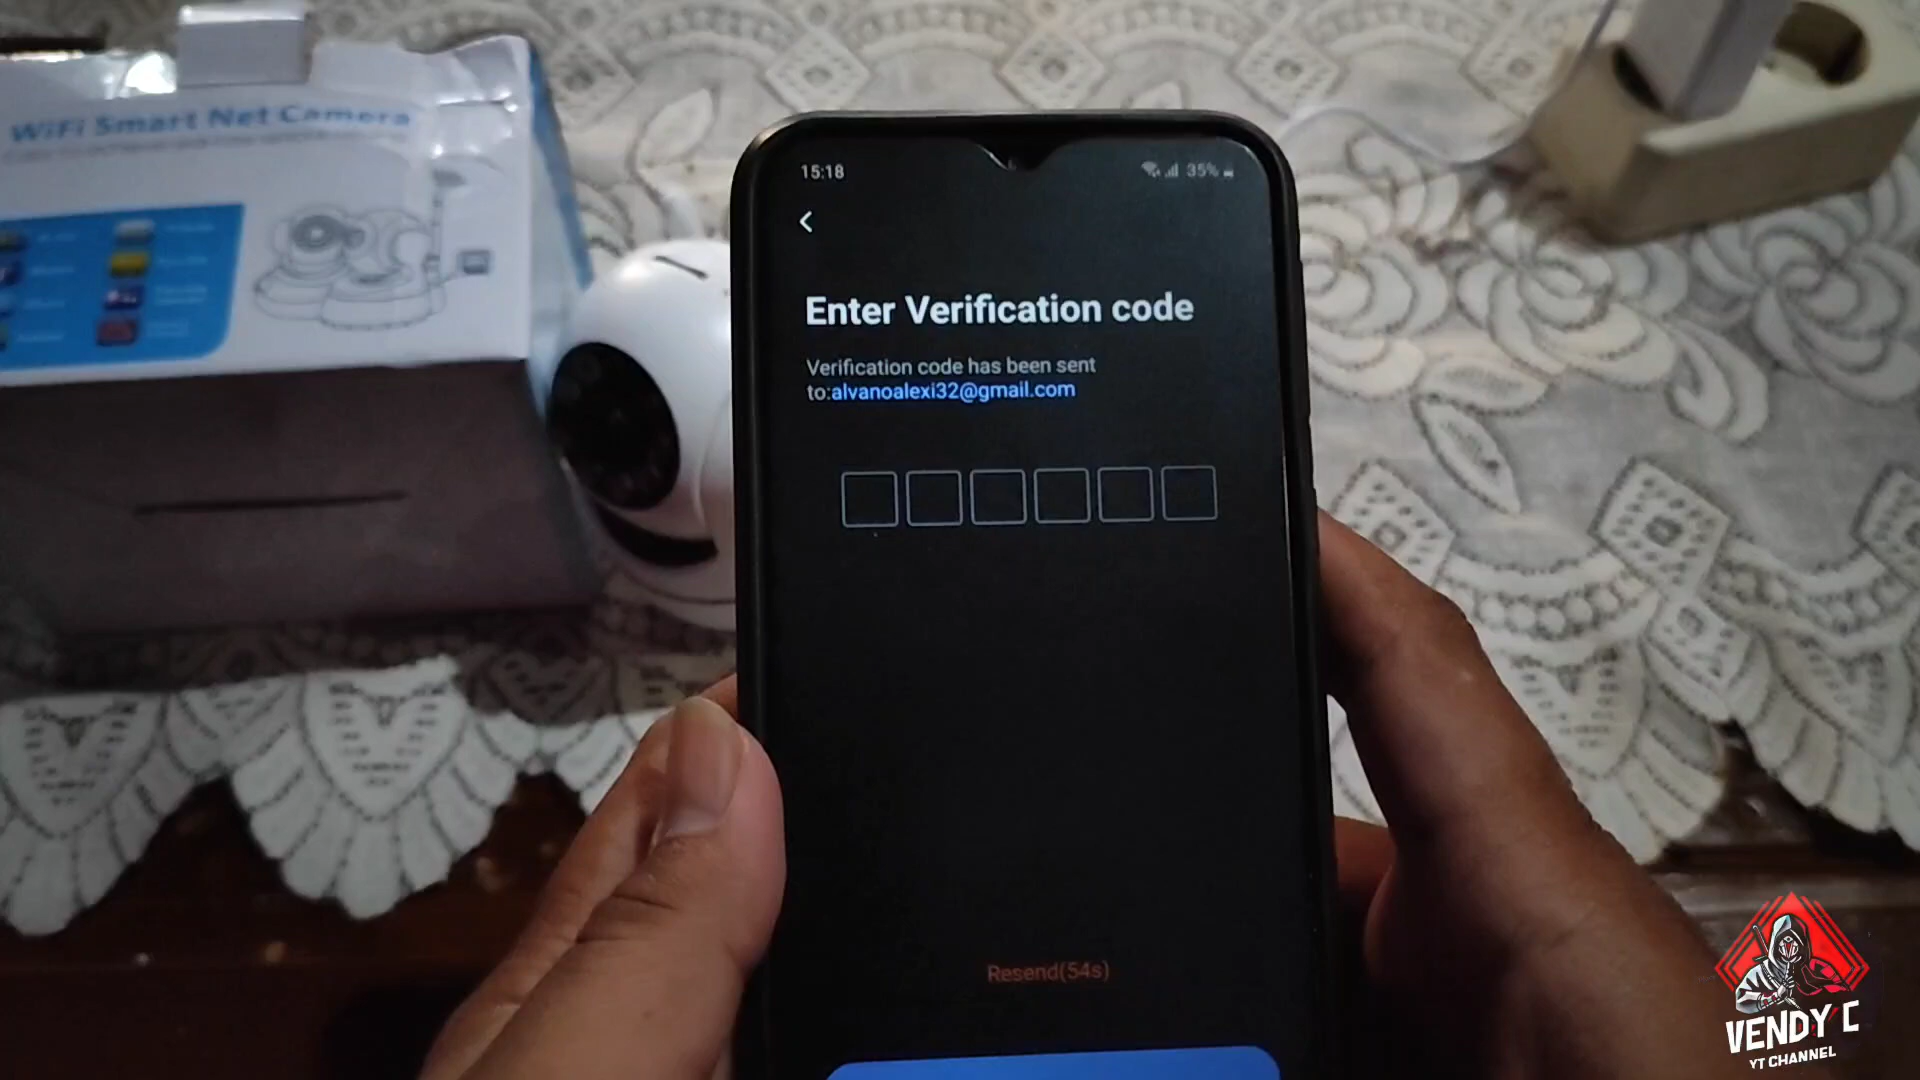 WiFi Smart Net Camera
15:18
35%
Enter Verification code
Verification code has been sent
to:alvanoalexi32@gmail.com
Resend(54s)
VENDY C
YT CHANNEL